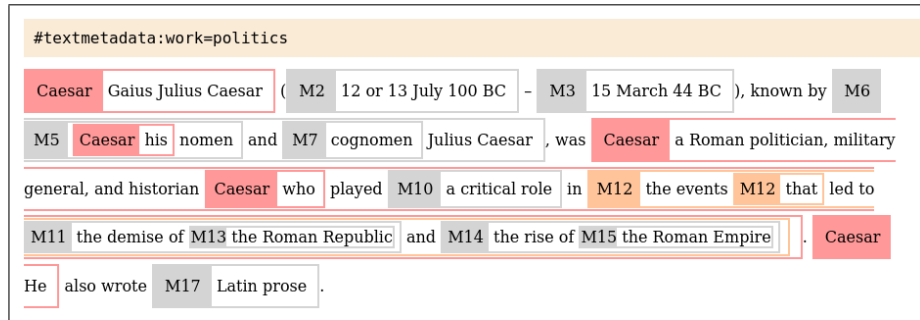 #textmetadata:work=politics
Caesar Gaius Julius Caesar ( M2 12 or 13 July 100 BC – M3 15 March 44 BC ), known by M6
M5 Caesar his nomen and M7 cognomen Julius Caesar , was Caesar a Roman politician, military
general, and historian Caesar who played M10 a critical role in M12 the events M12 that led to
M11 the demise of M13 the Roman Republic and M14 the rise of M15 the Roman Empire . Caesar
He also wrote M17 Latin prose .